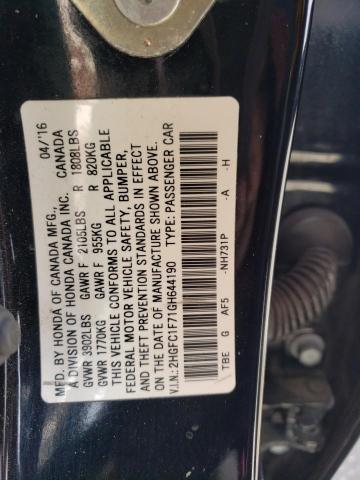 MFD. BY HONDA OF CANADA MFG., 04/'16
A DIVISION OF HONDA CANADA INC. CANADA
GVWR 3902LBS GAWR F 2105LBS R 1808LBS
GVWR 1770KG GAWR F 955KG R 820KG
THIS VEHICLE CONFORMS TO ALL APPLICABLE
FEDERAL MOTOR VEHICLE SAFETY, BUMPER,
AND THEFT PREVENTION STANDARDS IN EFFECT
ON THE DATE OF MANUFACTURE SHOWN ABOVE.
V.I.N.: 2HGFC1F71GH644190 TYPE: PASSENGER CAR
TBE G AF5 -NH731P -A -H